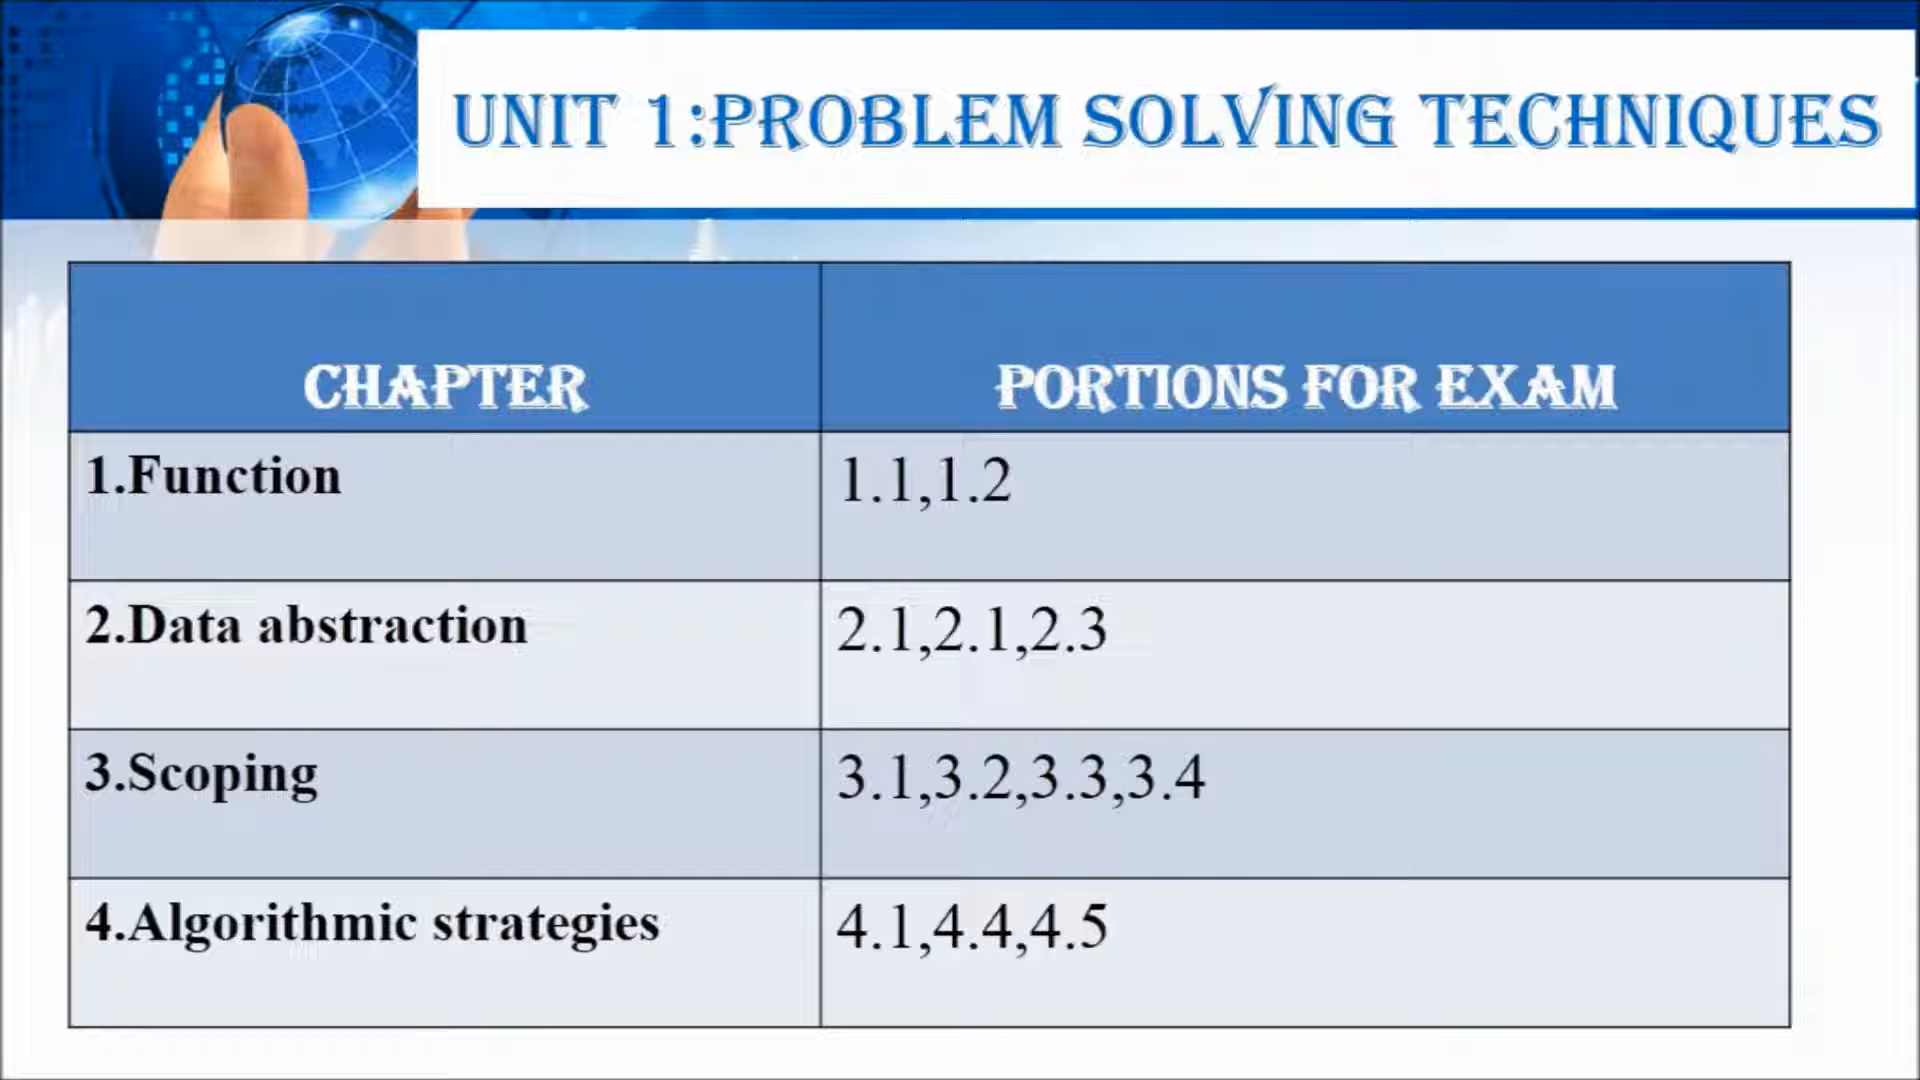 UNIT 1:PROBLEM SOLVING TECHNIQUES
CHAPTER
PORTIONS FOR EXAM
1.Function
1.1,1.2
2.Data abstraction
2.1,2.1,2.3
3.Scoping
3.1,3.2,3.3,3.4
4.Algorithmic strategies
4.1,4.4,4.5